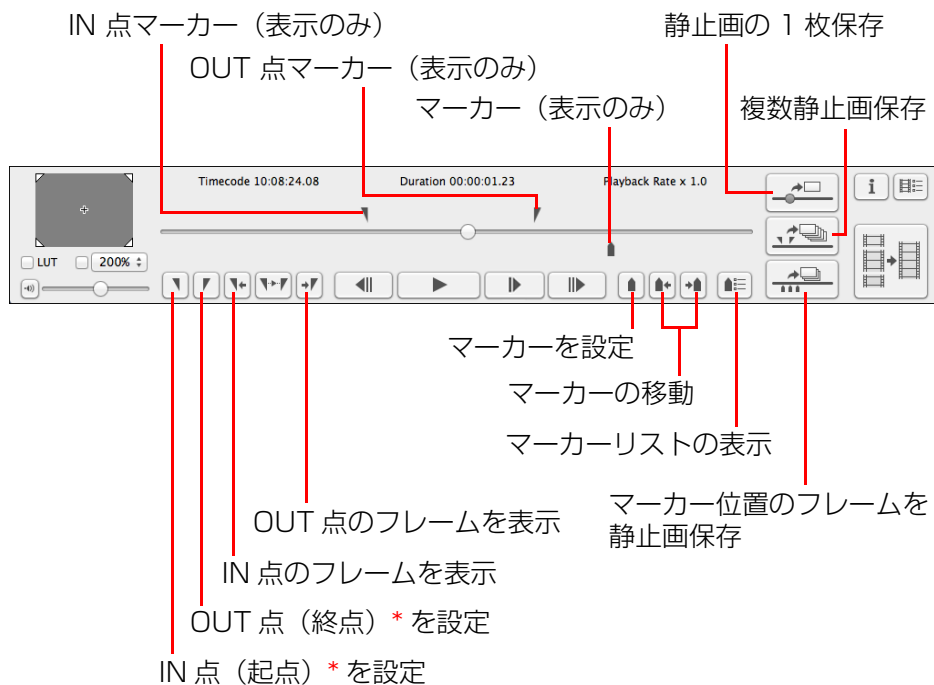 IN 点マーカー（表示のみ）
静止画の 1 枚保存
OUT 点マーカー（表示のみ）
マーカー（表示のみ）
複数静止画保存
Timecode 10:08:24.08
Duration 00:00:01.23
Playback Rate x 1.0
i
LUT
200%
マーカーを設定
マーカーの移動
マーカーリストの表示
マーカー位置のフレームを
静止画保存
OUT 点のフレームを表示
IN 点のフレームを表示
OUT 点（終点）* を設定
IN 点（起点）* を設定